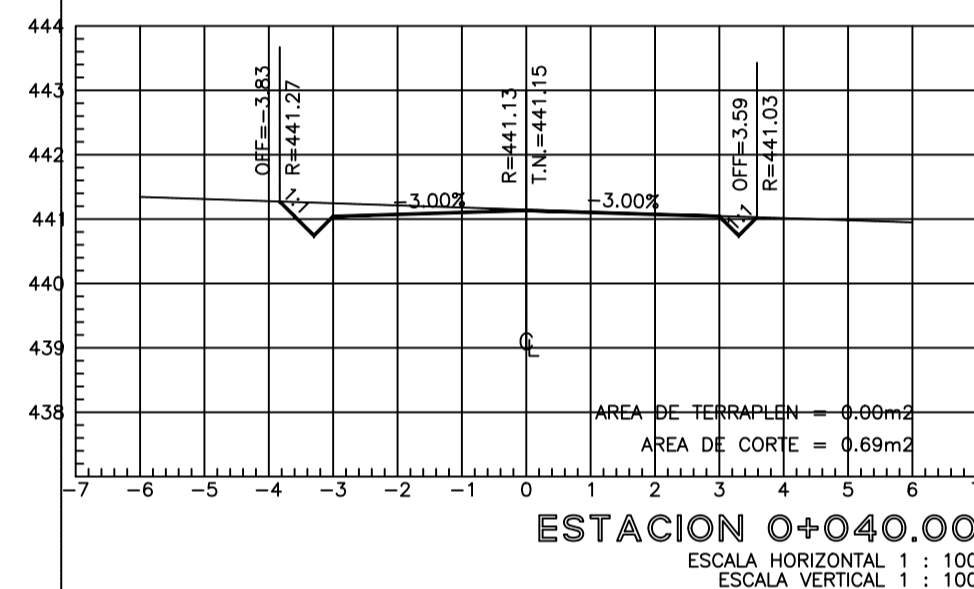 444
443
442
441
440
439
438
OFF=-3.83
R=441.27
R=441.13
T.N.=441.15
OFF=3.59
R=441.03
-3.00%
-3.00%
1:1
1:1
CL
AREA DE TERRAPLEN = 0.00m2
AREA DE CORTE = 0.69m2
-7 -6 -5 -4 -3 -2 -1 0 1 2 3 4 5 6
ESTACION 0+040.00
ESCALA HORIZONTAL 1 : 100
ESCALA VERTICAL 1 : 100